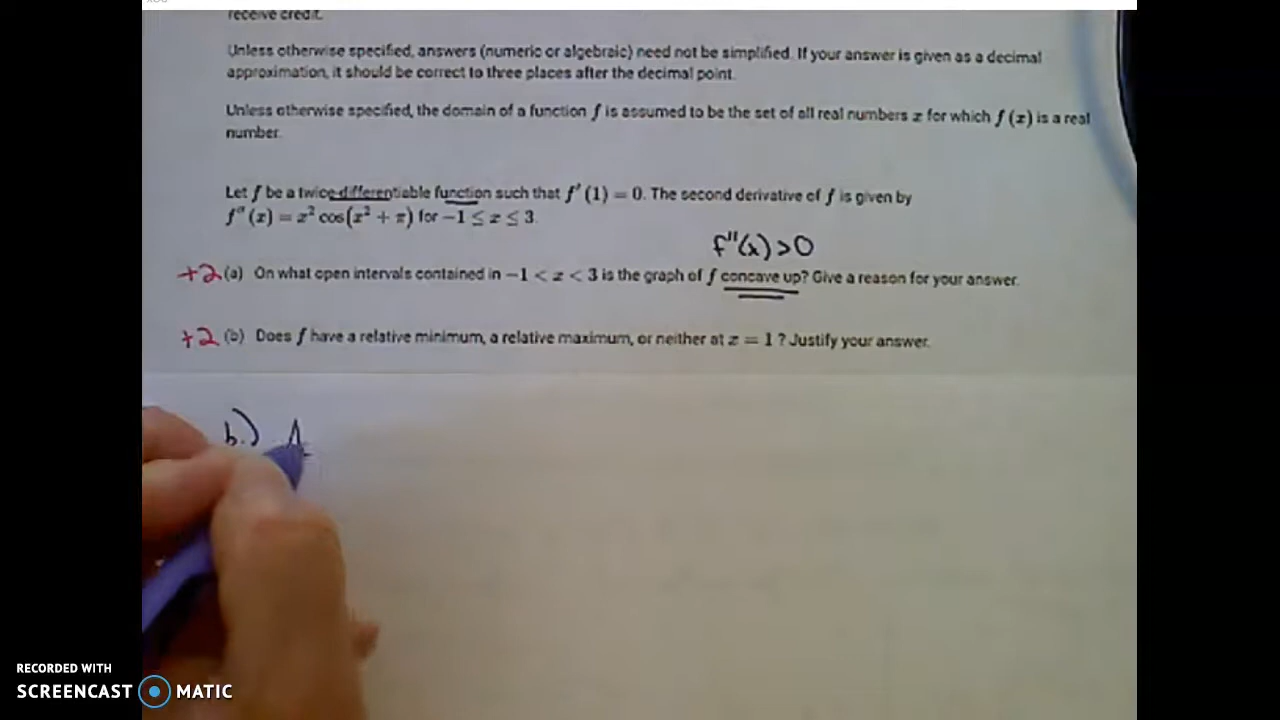 receive credit.
Unless otherwise specified, answers (numeric or algebraic) need not be simplified. If your answer is given as a decimal
approximation, it should be correct to three places after the decimal point.
Unless otherwise specified, the domain of a function f is assumed to be the set of all real numbers x for which f (x) is a real
number.
Let f be a twice-differentiable function such that f′ (1) = 0. The second derivative of f is given by
f″ (x) = x² cos(x² + π) for −1 ≤ x ≤ 3.
f″(x) > 0
+2 (a) On what open intervals contained in −1 < x < 3 is the graph of f concave up? Give a reason for your answer.
+2 (b) Does f have a relative minimum, a relative maximum, or neither at x = 1 ? Justify your answer.
b.) A
RECORDED WITH
SCREENCAST MATIC